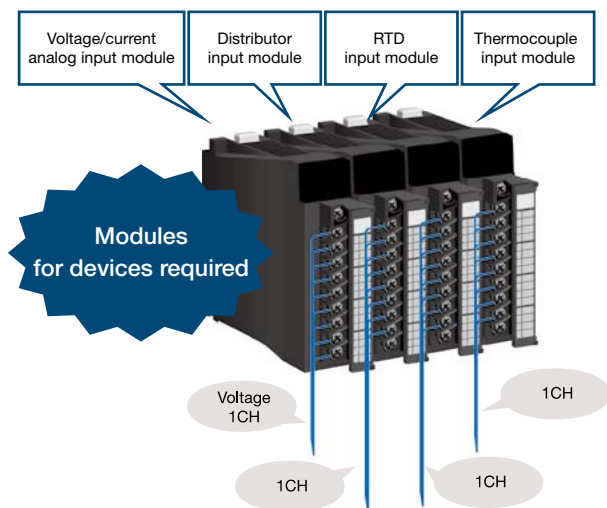 Voltage/current
analog input module
Distributor
input module
RTD
input module
Thermocouple
input module
Modules
for devices required
Voltage
1CH
1CH
1CH
1CH